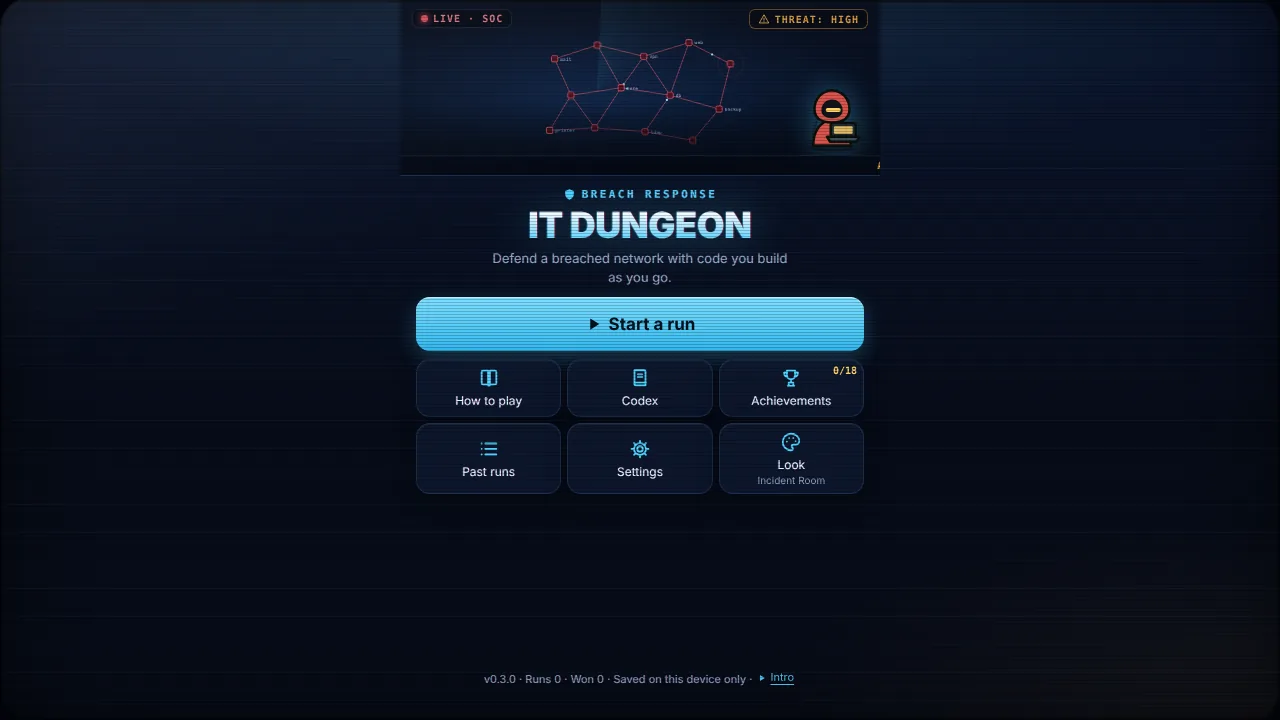 LIVE · SOC
THREAT: HIGH
BREACH RESPONSE
IT DUNGEON
Defend a breached network with code you build
as you go.
Start a run
How to play
Codex
0/18
Achievements
Past runs
Settings
Look
Incident Room
v0.3.0 · Runs 0 · Won 0 · Saved on this device only ·
Intro